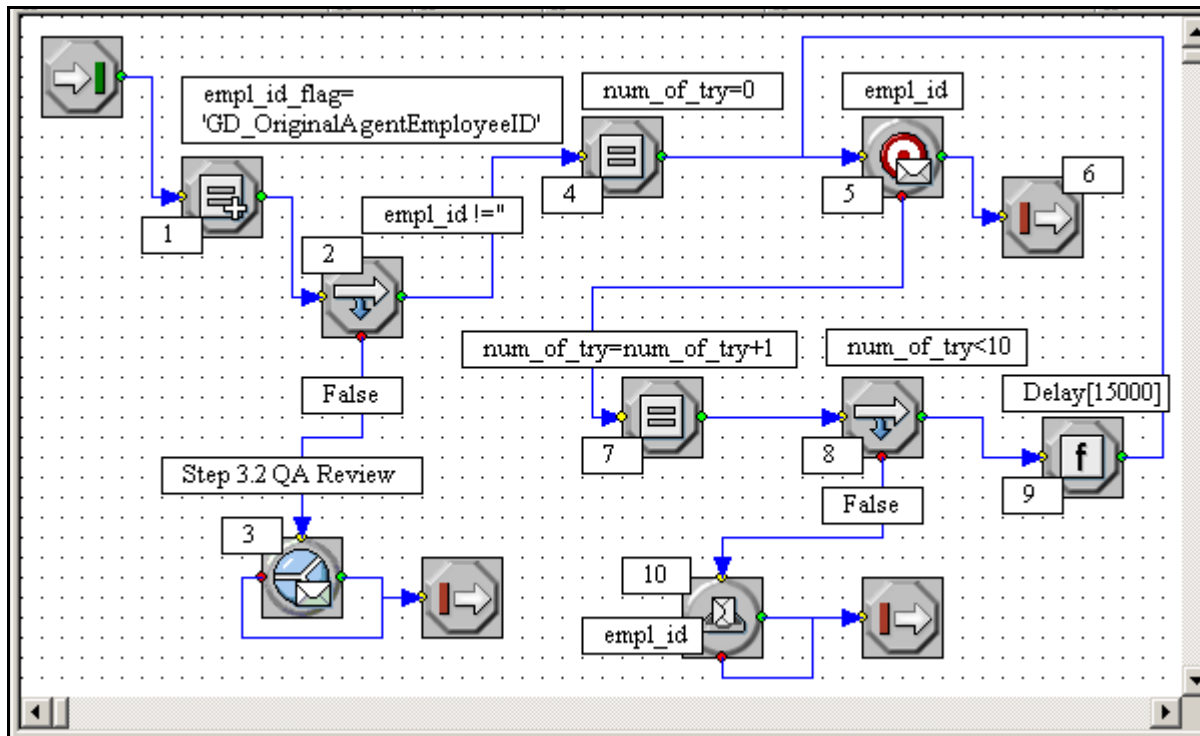 empl_id_flag=
'GD_OriginalAgentEmployeeID'
num_of_try=0
empl_id
1
2
empl_id !=''
4
5
6
False
num_of_try=num_of_try+1
num_of_try<10
Delay[15000]
7
8
9
f
Step 3.2 QA Review
3
False
10
empl_id